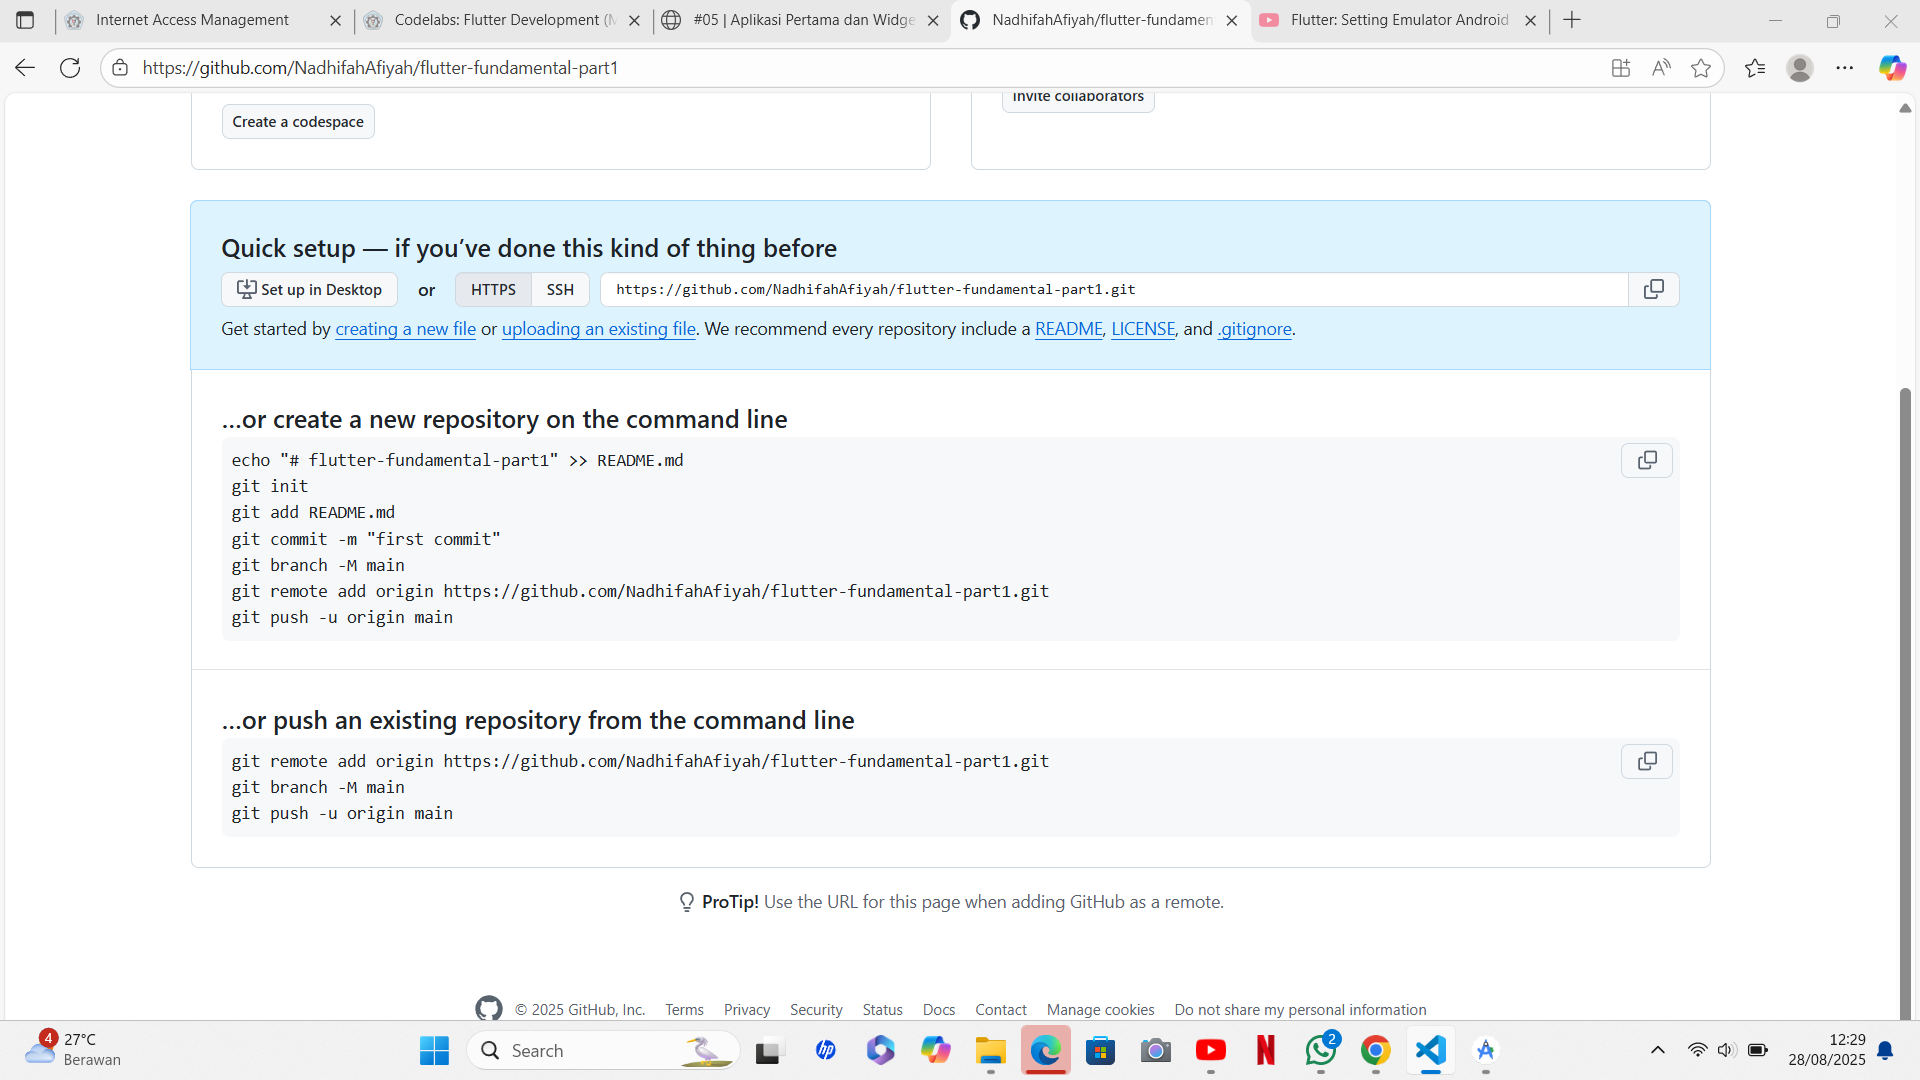 Internet Access Management
Codelabs: Flutter Development (M
#05 | Aplikasi Pertama dan Widge
NadhifahAfiyah/flutter-fundamen
Flutter: Setting Emulator Android
https://github.com/NadhifahAfiyah/flutter-fundamental-part1
Create a codespace
Invite collaborators
Quick setup — if you’ve done this kind of thing before
Set up in Desktop or HTTPS SSH https://github.com/NadhifahAfiyah/flutter-fundamental-part1.git
Get started by creating a new file or uploading an existing file. We recommend every repository include a README, LICENSE, and .gitignore.
…or create a new repository on the command line
echo "# flutter-fundamental-part1" >> README.md
git init
git add README.md
git commit -m "first commit"
git branch -M main
git remote add origin https://github.com/NadhifahAfiyah/flutter-fundamental-part1.git
git push -u origin main
…or push an existing repository from the command line
git remote add origin https://github.com/NadhifahAfiyah/flutter-fundamental-part1.git
git branch -M main
git push -u origin main
ProTip! Use the URL for this page when adding GitHub as a remote.
© 2025 GitHub, Inc. Terms Privacy Security Status Docs Contact Manage cookies Do not share my personal information
4
27°C
Berawan
Search
hp
N
2
12:29
28/08/2025